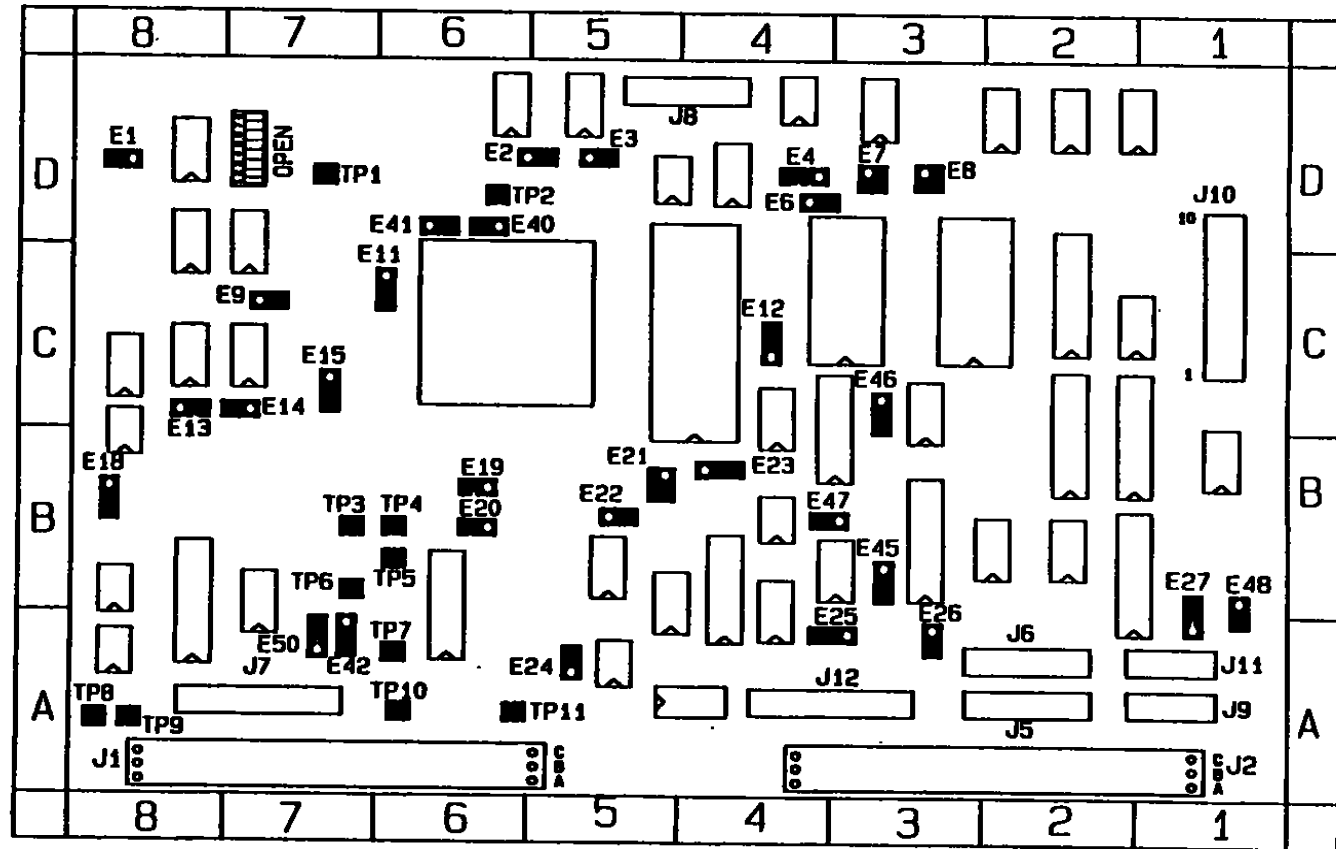 8 7 6 5 4 3 2 1
D
D
C
C
B
B
A
A
E1
OPEN
TP1
E2
E3
J8
E4
E7
E8
TP2
E6
J10
10
E41
E40
E11
E9
E12
E15
E46
1
E13
E14
E18
E19
E21
E23
E22
E20
E47
TP3
TP4
E45
TP5
TP6
E27
E48
E50
E42
TP7
E25
E26
J6
J7
E24
J11
J12
TP8
TP9
TP10
TP11
J5
J9
J1
C
B
A
C
B
A
J2
8 7 6 5 4 3 2 1